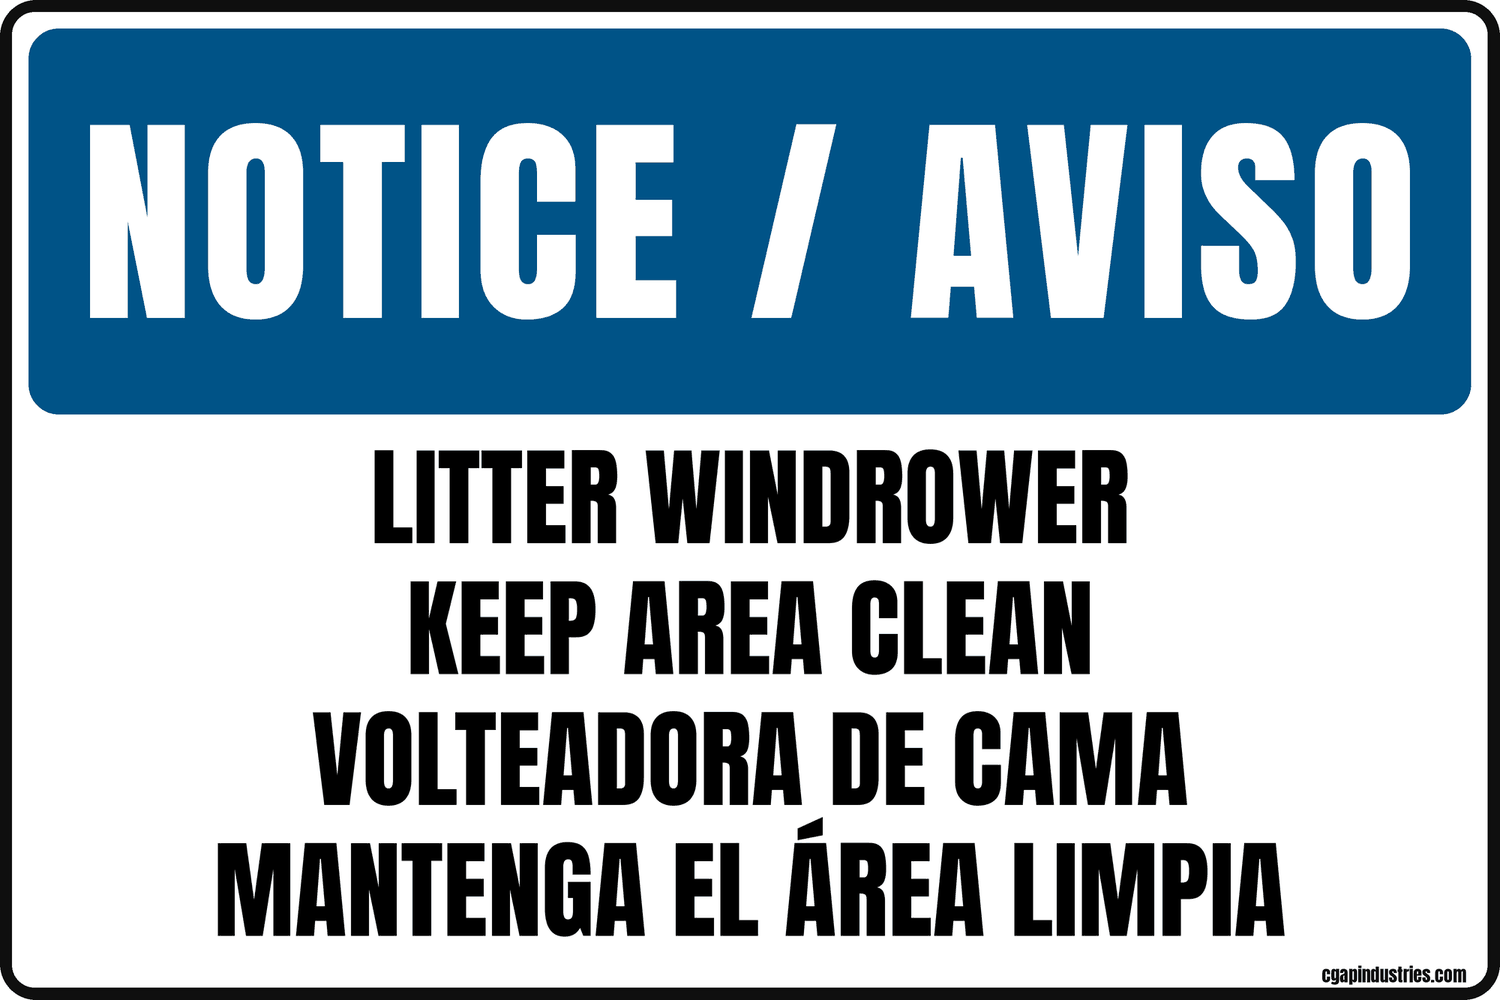 NOTICE / AVISO
LITTER WINDROWER
KEEP AREA CLEAN
VOLTEADORA DE CAMA
MANTENGA EL ÁREA LIMPIA
cgapindustries.com